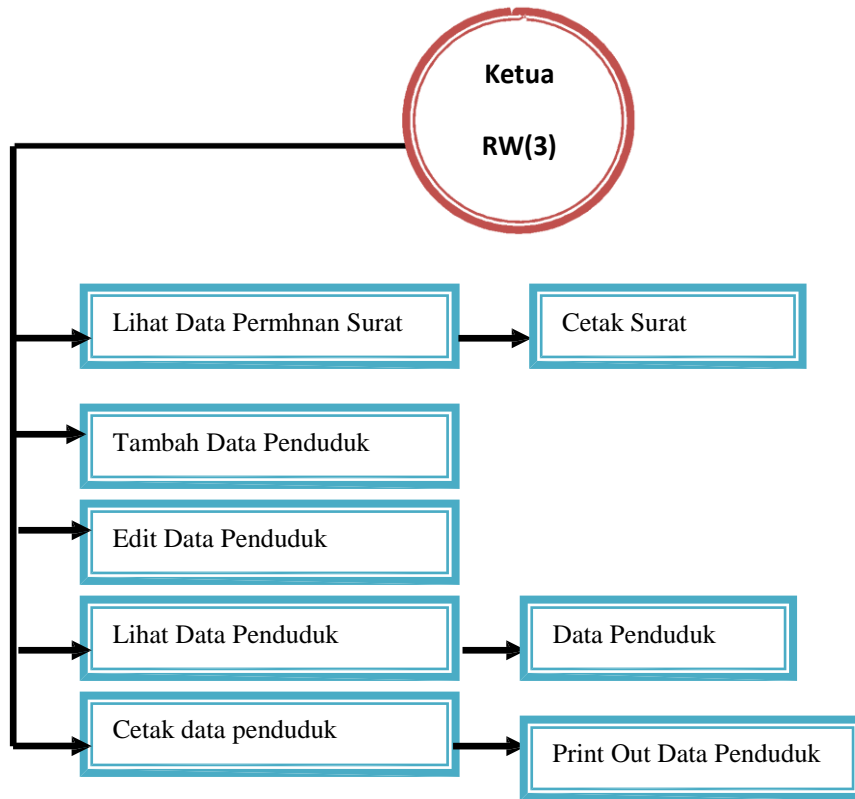 Ketua
RW(3)
Lihat Data Permhnan Surat
Cetak Surat
Tambah Data Penduduk
Edit Data Penduduk
Lihat Data Penduduk
Data Penduduk
Cetak data penduduk
Print Out Data Penduduk